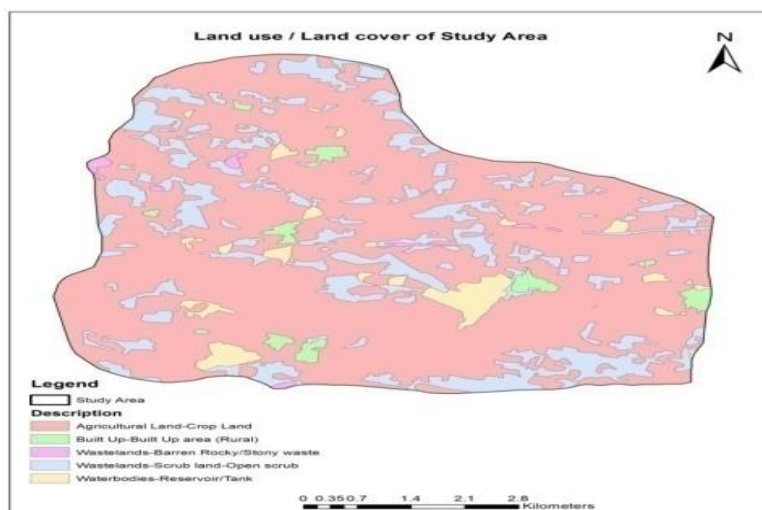 Land use / Land cover of Study Area
N
Legend
Study Area
Description
Agricultural Land-Crop Land
Built Up-Built Up area (Rural)
Wastelands-Barren Rocky/Stony waste
Wastelands-Scrub land-Open scrub
Waterbodies-Reservoir/Tank
0 0.35 0.7 1.4 2.1 2.8
Kilometers